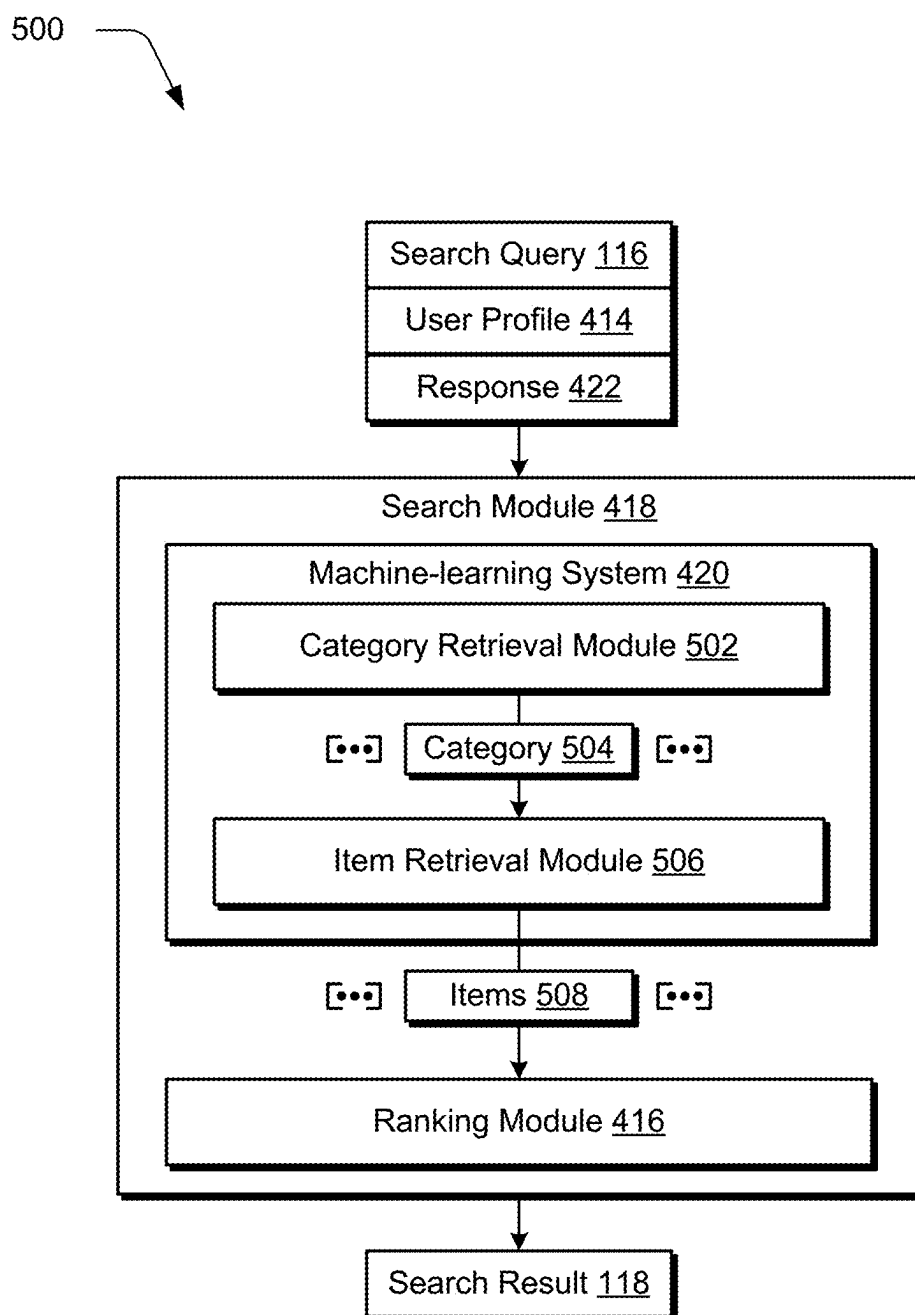 500
Search Query 116
User Profile 414
Response 422
Search Module 418
Machine-learning System 420
Category Retrieval Module 502
[•••] Category 504 [•••]
Item Retrieval Module 506
[•••] Items 508 [•••]
Ranking Module 416
Search Result 118